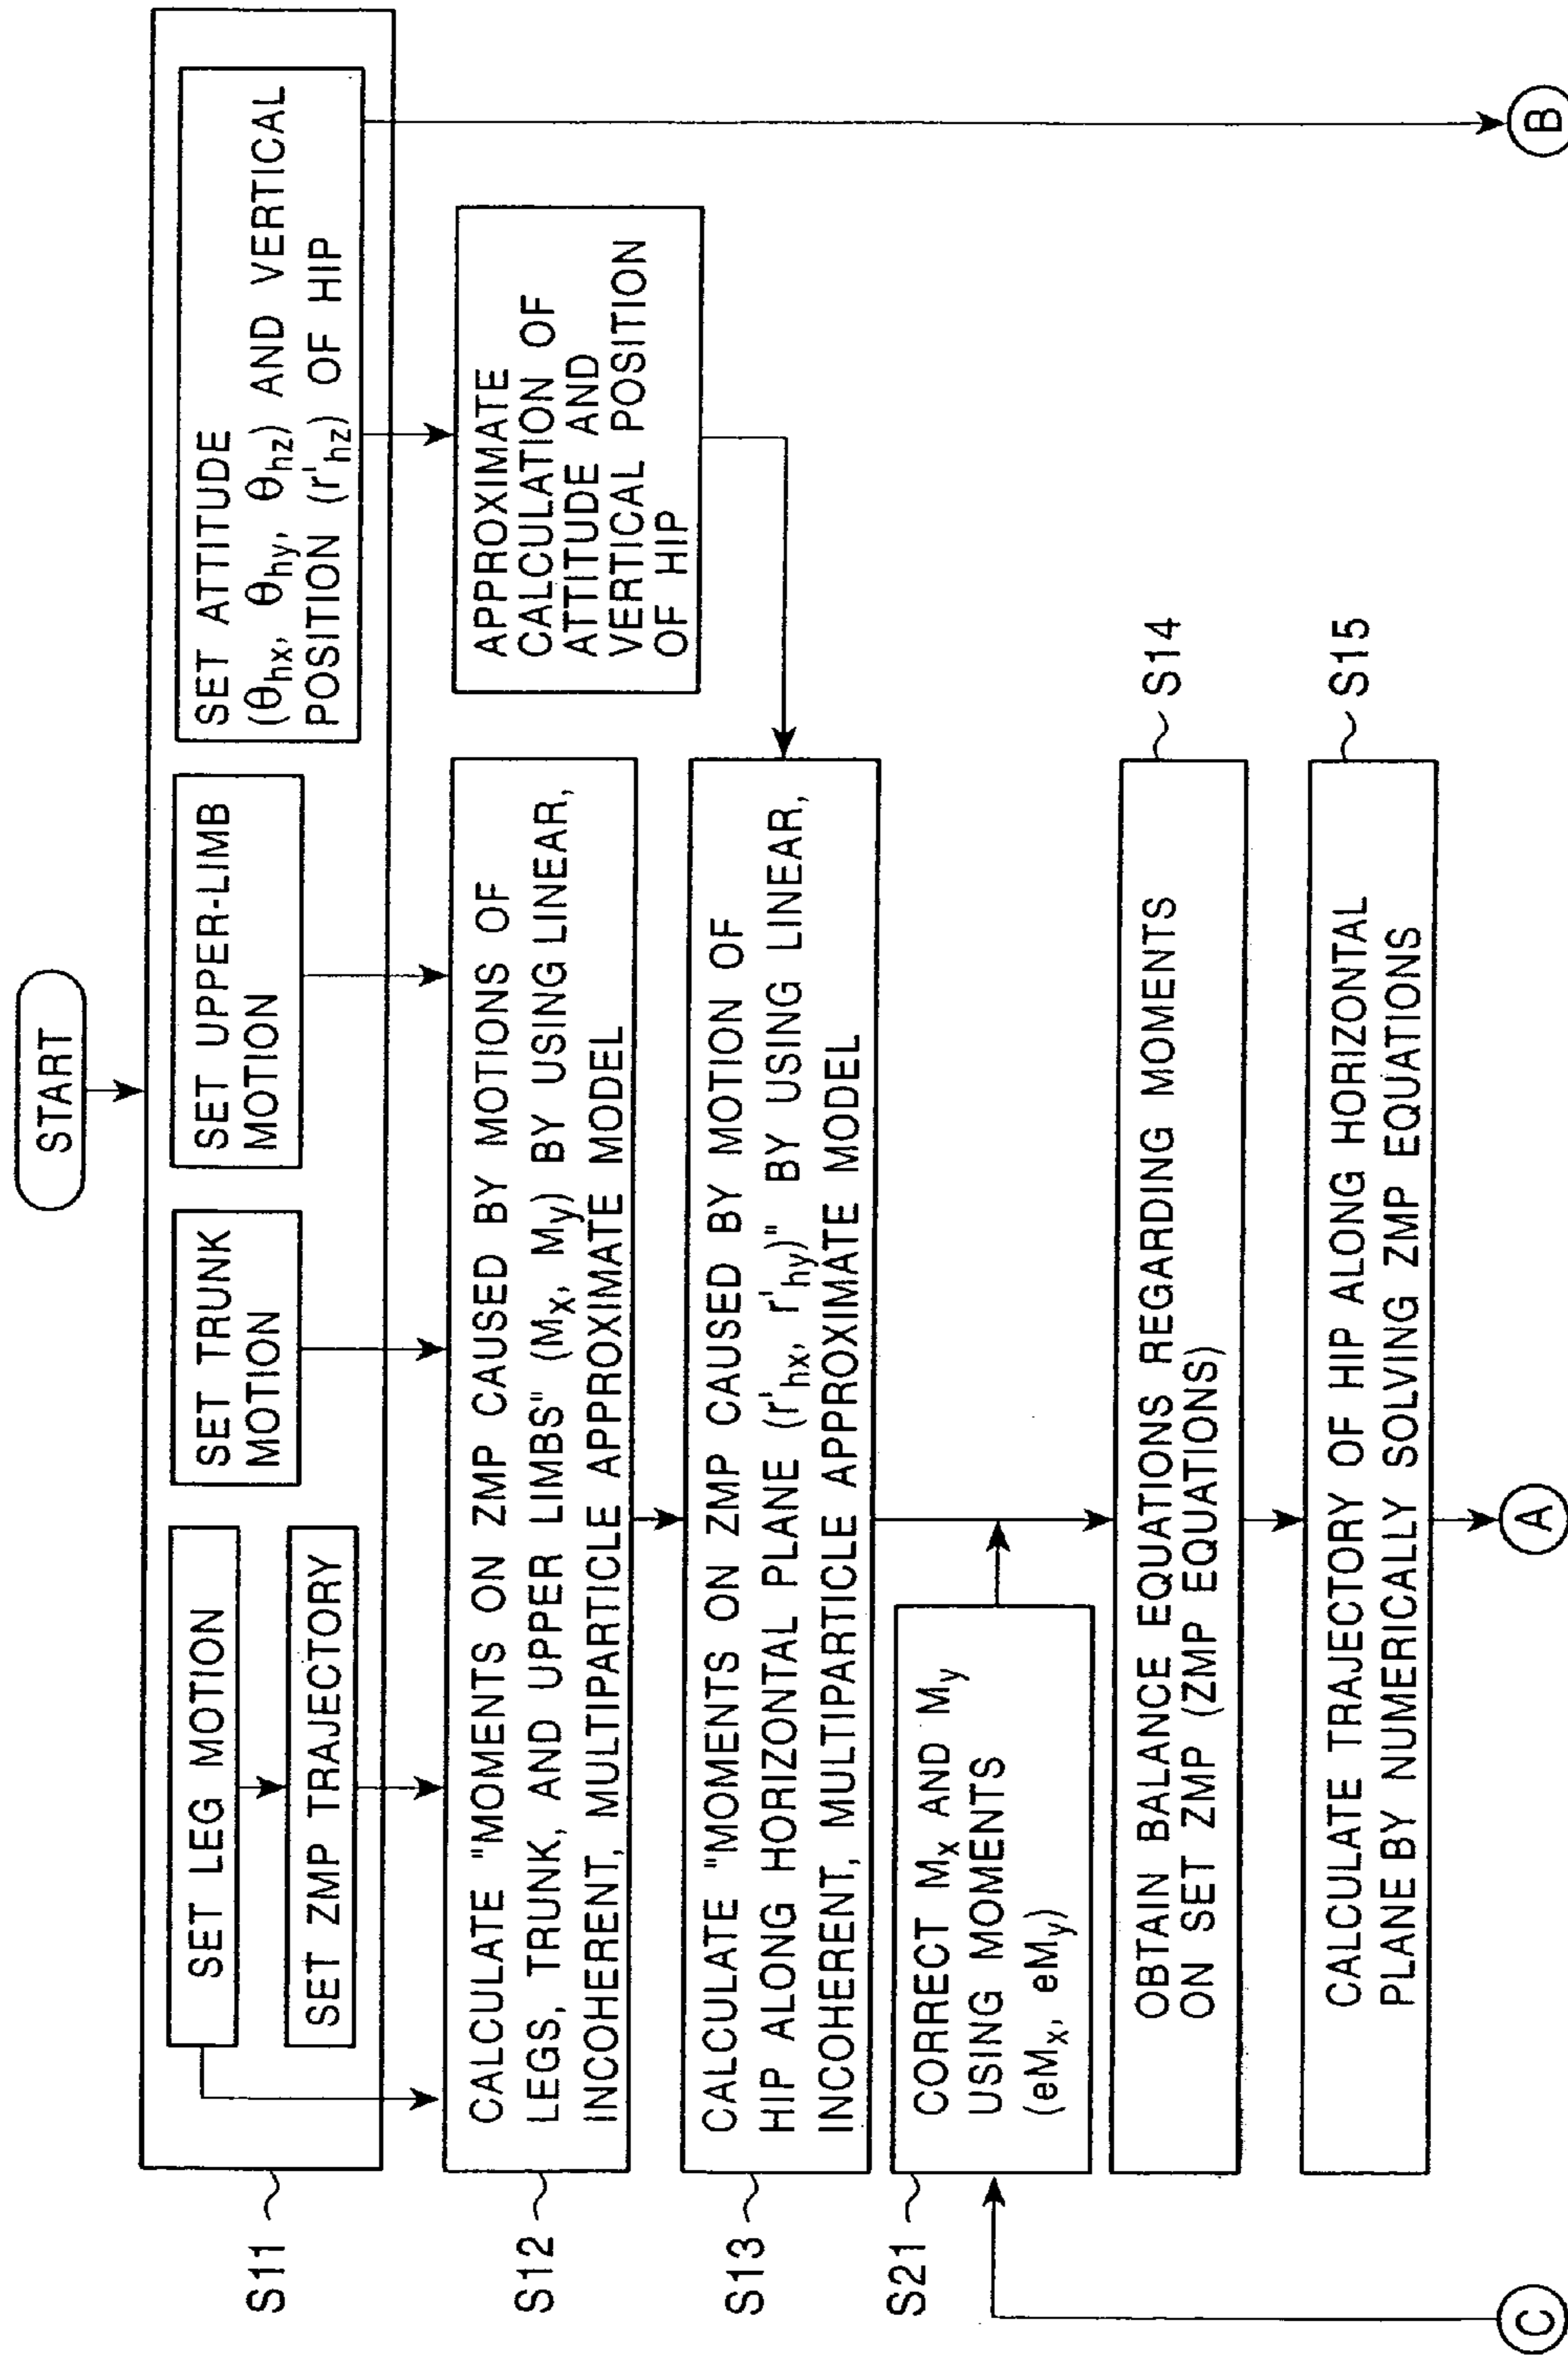 START
S11
SET LEG MOTION
SET ZMP TRAJECTORY
SET TRUNK
MOTION
SET UPPER-LIMB
MOTION
SET ATTITUDE
(θhx, θhy, θhz) AND VERTICAL
POSITION (r'hz) OF HIP
S12
CALCULATE "MOMENTS ON ZMP CAUSED BY MOTIONS OF
LEGS, TRUNK, AND UPPER LIMBS" (Mx, My) BY USING LINEAR,
INCOHERENT, MULTIPARTICLE APPROXIMATE MODEL
APPROXIMATE
CALCULATION OF
ATTITUDE AND
VERTICAL POSITION
OF HIP
S13
CALCULATE "MOMENTS ON ZMP CAUSED BY MOTION OF
HIP ALONG HORIZONTAL PLANE (r'hx, r'hy)" BY USING LINEAR,
INCOHERENT, MULTIPARTICLE APPROXIMATE MODEL
S21
CORRECT Mx AND My
USING MOMENTS
(eMx, eMy)
OBTAIN BALANCE EQUATIONS REGARDING MOMENTS
ON SET ZMP (ZMP EQUATIONS)
S14
CALCULATE TRAJECTORY OF HIP ALONG HORIZONTAL
PLANE BY NUMERICALLY SOLVING ZMP EQUATIONS
S15
C
A
B